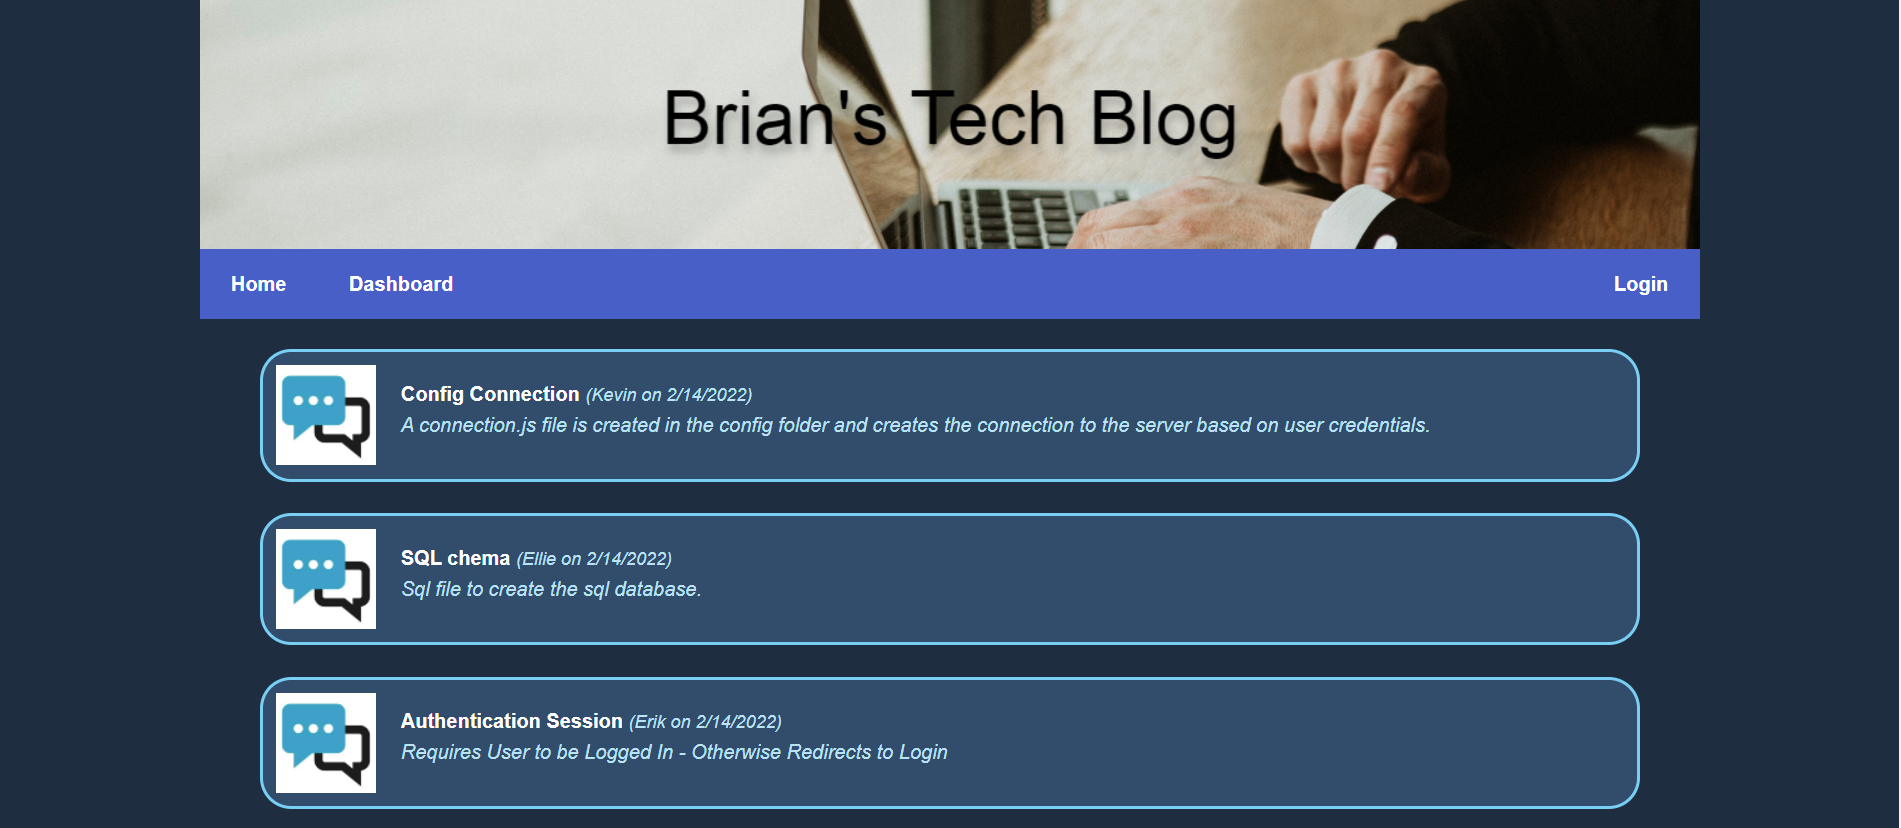 Brian's Tech Blog
Home Dashboard Login
Config Connection (Kevin on 2/14/2022)
A connection.js file is created in the config folder and creates the connection to the server based on user credentials.
SQL chema (Ellie on 2/14/2022)
Sql file to create the sql database.
Authentication Session (Erik on 2/14/2022)
Requires User to be Logged In - Otherwise Redirects to Login